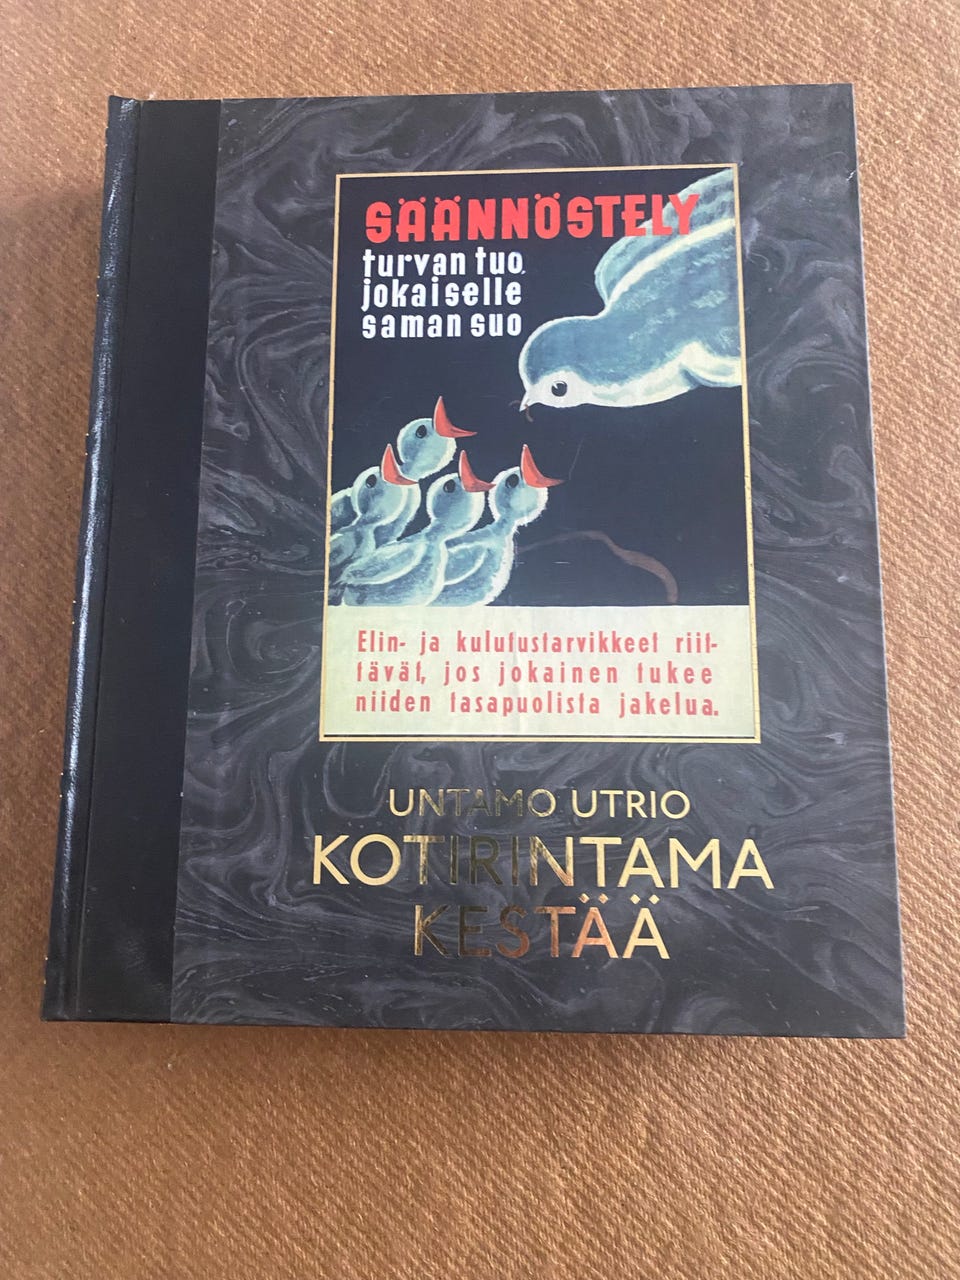 SÄÄNNÖSTELY
turvan tuo,
jokaiselle
saman suo
Elin- ja kulutustarvikkeet riit-
tävät, jos jokainen tukee
niiden tasapuolista jakelua.
UNTAMO UTRIO
KOTIRINTAMA
KESTÄÄ